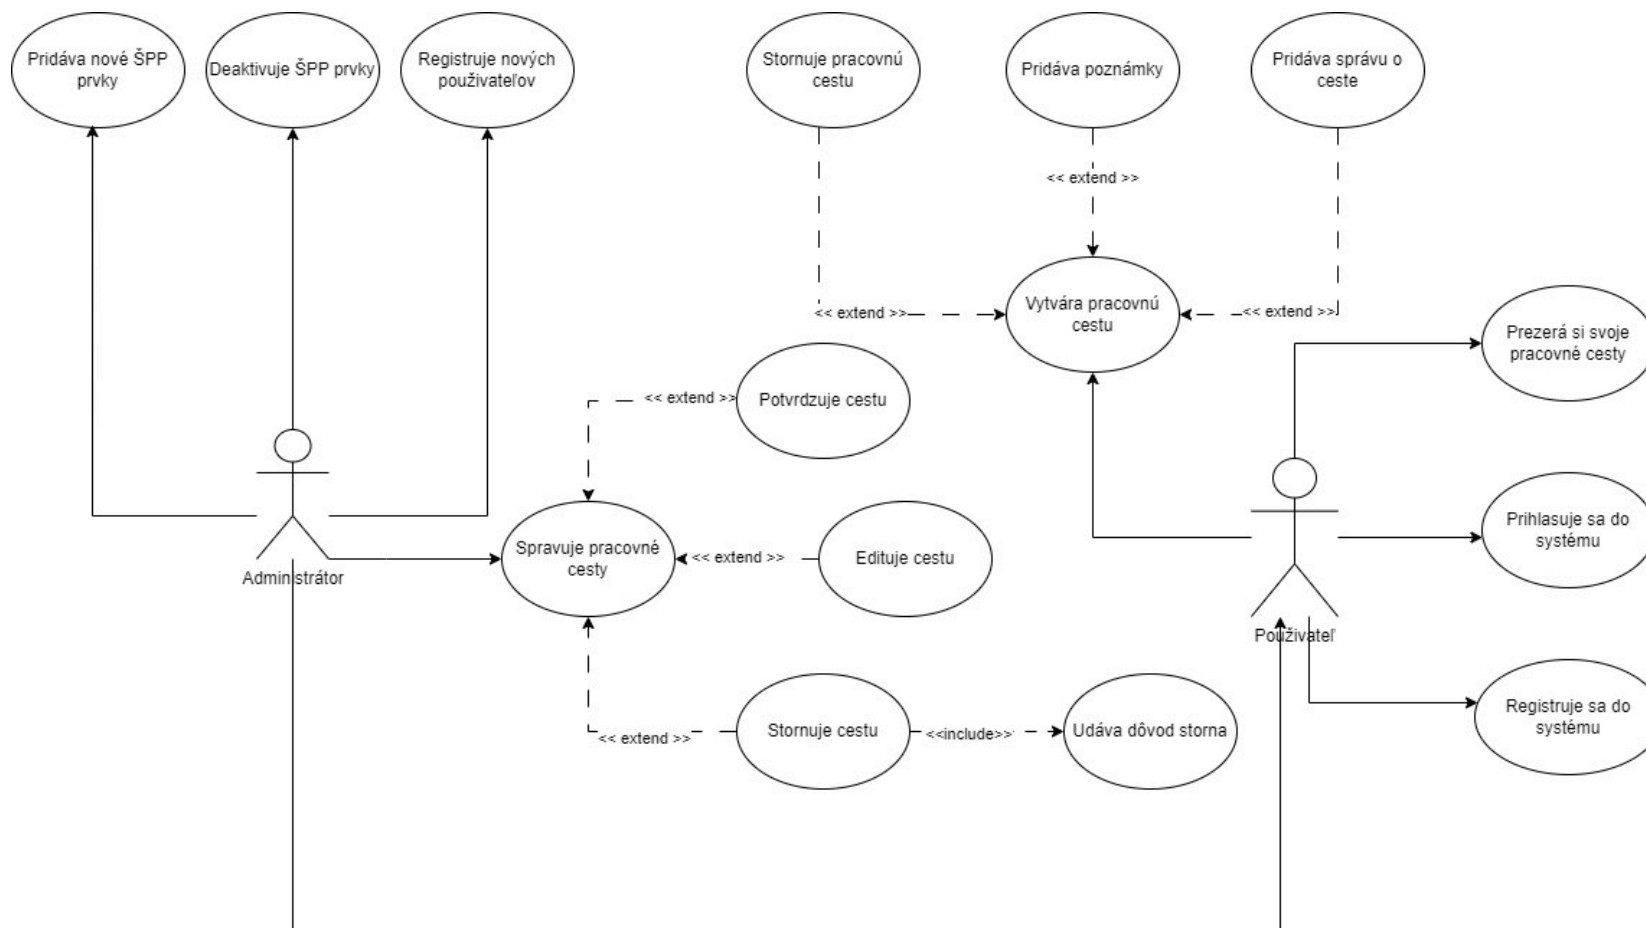 Pridáva nové ŠPP
prvky
Deaktivuje ŠPP prvky
Registruje nových
používateľov
Stornuje pracovnú
cestu
Pridáva poznámky
Pridáva správu o
ceste
<< extend >>
<< extend >>
Vytvára pracovnú
cestu
<< extend >>
Prezerá si svoje
pracovné cesty
<< extend >>
Potvrdzuje cestu
Administrátor
Spravuje pracovné
cesty
<< extend >>
Edituje cestu
Prihlasuje sa do
systému
Používateľ
<< extend >>
Stornuje cestu
<<include>>
Udáva dôvod storna
Registruje sa do
systému